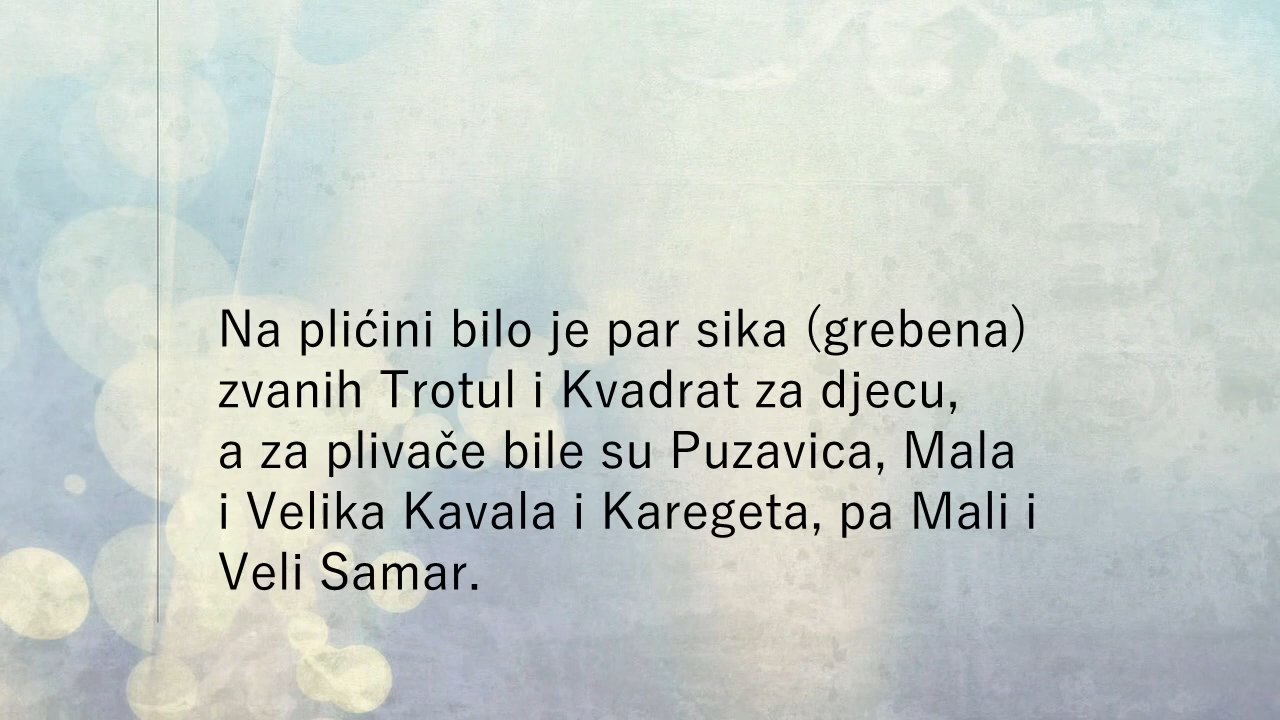 Na plićini bilo je par sika (grebena)
zvanih Trotul i Kvadrat za djecu,
a za plivače bile su Puzavica, Mala
i Velika Kavala i Karegeta, pa Mali i
Veli Samar.